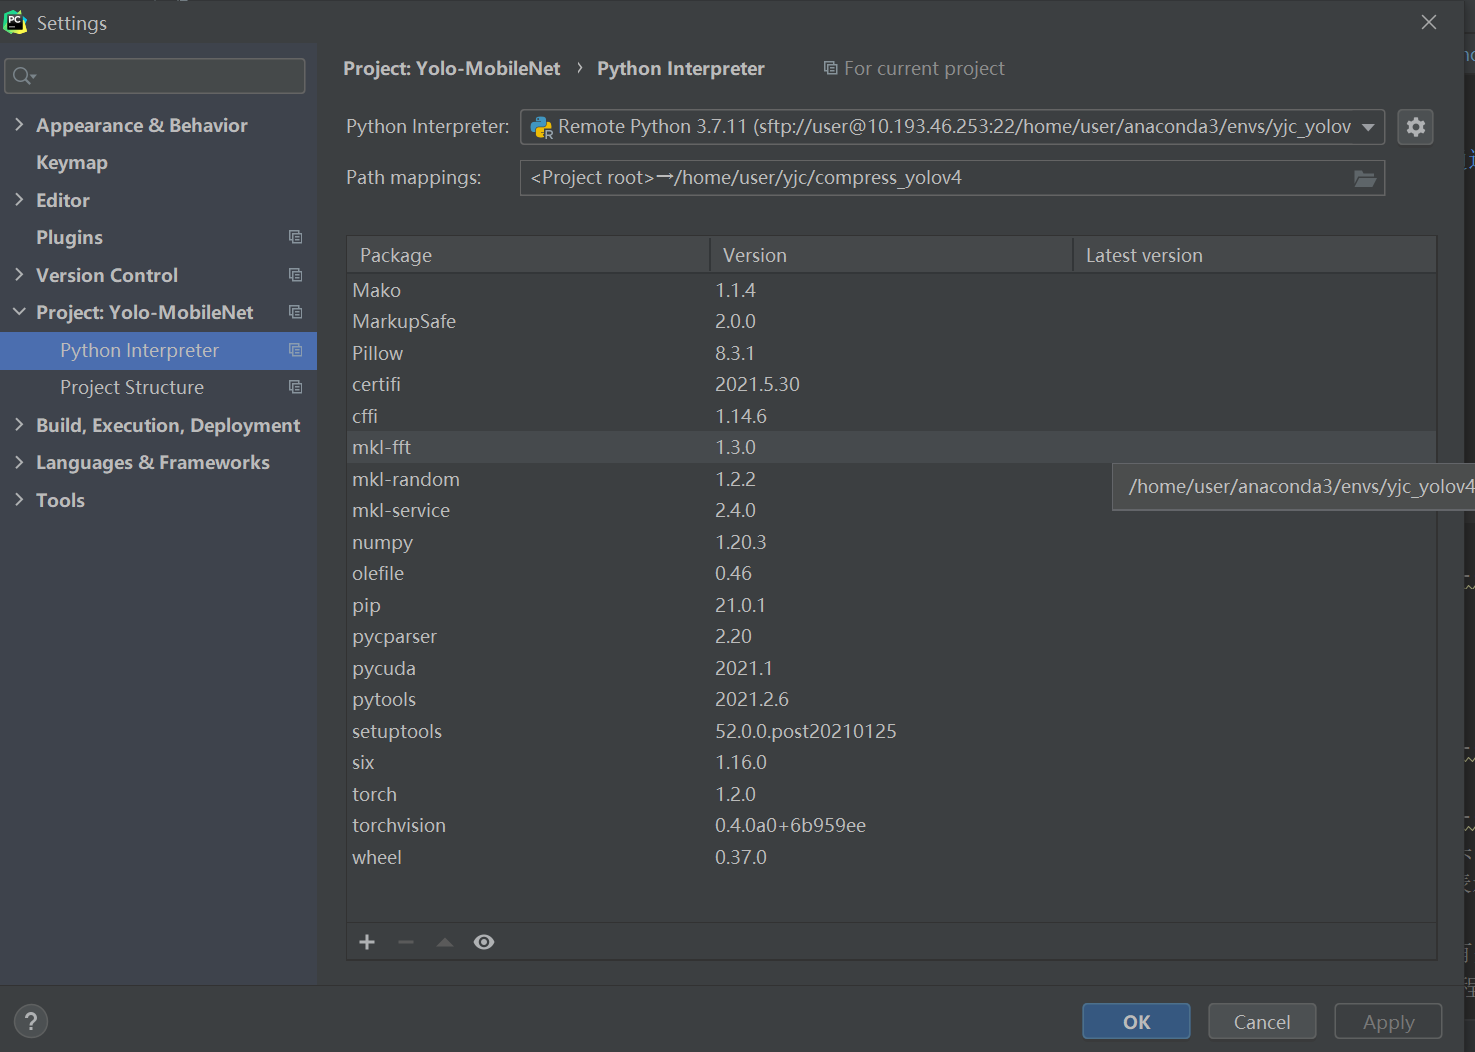 Settings
Project: Yolo-MobileNet › Python Interpreter For current project
Appearance & Behavior
Keymap
Editor
Plugins
Version Control
Project: Yolo-MobileNet
Python Interpreter
Project Structure
Build, Execution, Deployment
Languages & Frameworks
Tools
Python Interpreter: Remote Python 3.7.11 (sftp://user@10.193.46.253:22/home/user/anaconda3/envs/yjc_yolov
Path mappings: <Project root>→/home/user/yjc/compress_yolov4
Package Version Latest version
Mako 1.1.4
MarkupSafe 2.0.0
Pillow 8.3.1
certifi 2021.5.30
cffi 1.14.6
mkl-fft 1.3.0
mkl-random 1.2.2
/home/user/anaconda3/envs/yjc_yolov4
mkl-service 2.4.0
numpy 1.20.3
olefile 0.46
pip 21.0.1
pycparser 2.20
pycuda 2021.1
pytools 2021.2.6
setuptools 52.0.0.post20210125
six 1.16.0
torch 1.2.0
torchvision 0.4.0a0+6b959ee
wheel 0.37.0
?
OK Cancel Apply